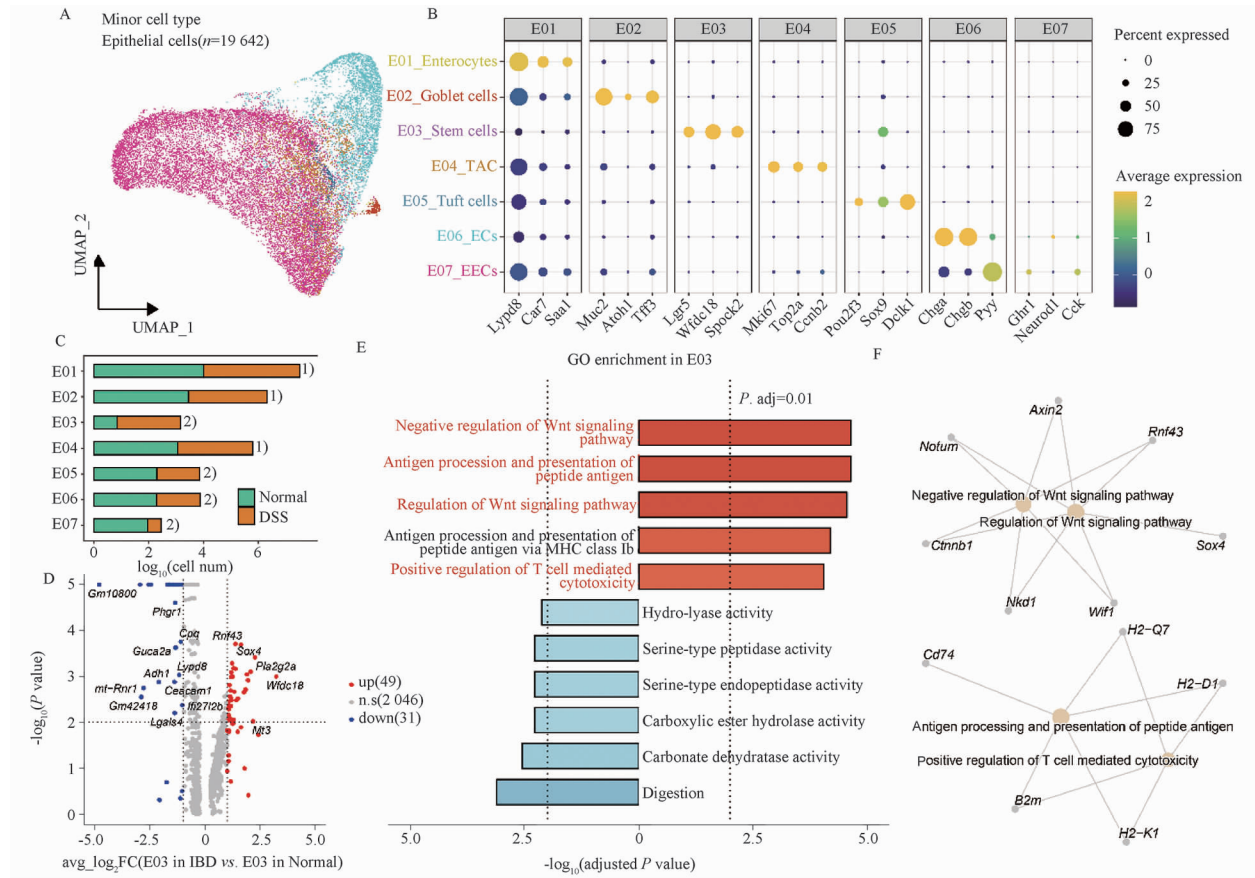 A
Minor cell type
Epithelial cells(n=19 642)
UMAP_2
UMAP_1
B
E01
E02
E03
E04
E05
E06
E07
E01_Enterocytes
E02_Goblet cells
E03_Stem cells
E04_TAC
E05_Tuft cells
E06_ECs
E07_EECs
Lypd8
Car7
Saa1
Muc2
Atoh1
Tff3
Lgr5
Wfdc18
Spock2
Mki67
Top2a
Ccnb2
Pou2f3
Sox9
Dclk1
Chga
Chgb
Pyy
Ghr1
Neurod1
Cck
Percent expressed
0
25
50
75
Average expression
2
1
0
C
E01
1)
E02
1)
E03
2)
E04
1)
E05
2)
E06
2)
E07
2)
Normal
DSS
0
2
4
6
log10(cell num)
D
5
4
3
2
1
0
-log10(P value)
Gm10800
Phgr1
Cpq
Rnf43
Guca2a
Sox4
Adh1
Lypd8
Pla2g2a
mt-Rnr1
Ceacam1
Wfdc18
Gm42418
Ifi27l2b
Lgals4
Mt3
up(49)
n.s(2 046)
down(31)
-5.0
-2.5
0
2.5
5.0
avg_log2FC(E03 in IBD vs. E03 in Normal)
E
GO enrichment in E03
P. adj=0.01
Negative regulation of Wnt signaling
pathway
Antigen procession and presentation of
peptide antigen
Regulation of Wnt signaling pathway
Antigen procession and presentation of
peptide antigen via MHC class Ib
Positive regulation of T cell mediated
cytotoxicity
Hydro-lyase activity
Serine-type peptidase activity
Serine-type endopeptidase activity
Carboxylic ester hydrolase activity
Carbonate dehydratase activity
Digestion
5.0
-2.5
0
2.5
5.0
-log10(adjusted P value)
F
Axin2
Notum
Rnf43
Negative regulation of Wnt signaling pathway
Regulation of Wnt signaling pathway
Ctnnb1
Sox4
Nkd1
Wif1
H2-Q7
Cd74
H2-D1
Antigen processing and presentation of peptide antigen
Positive regulation of T cell mediated cytotoxicity
B2m
H2-K1